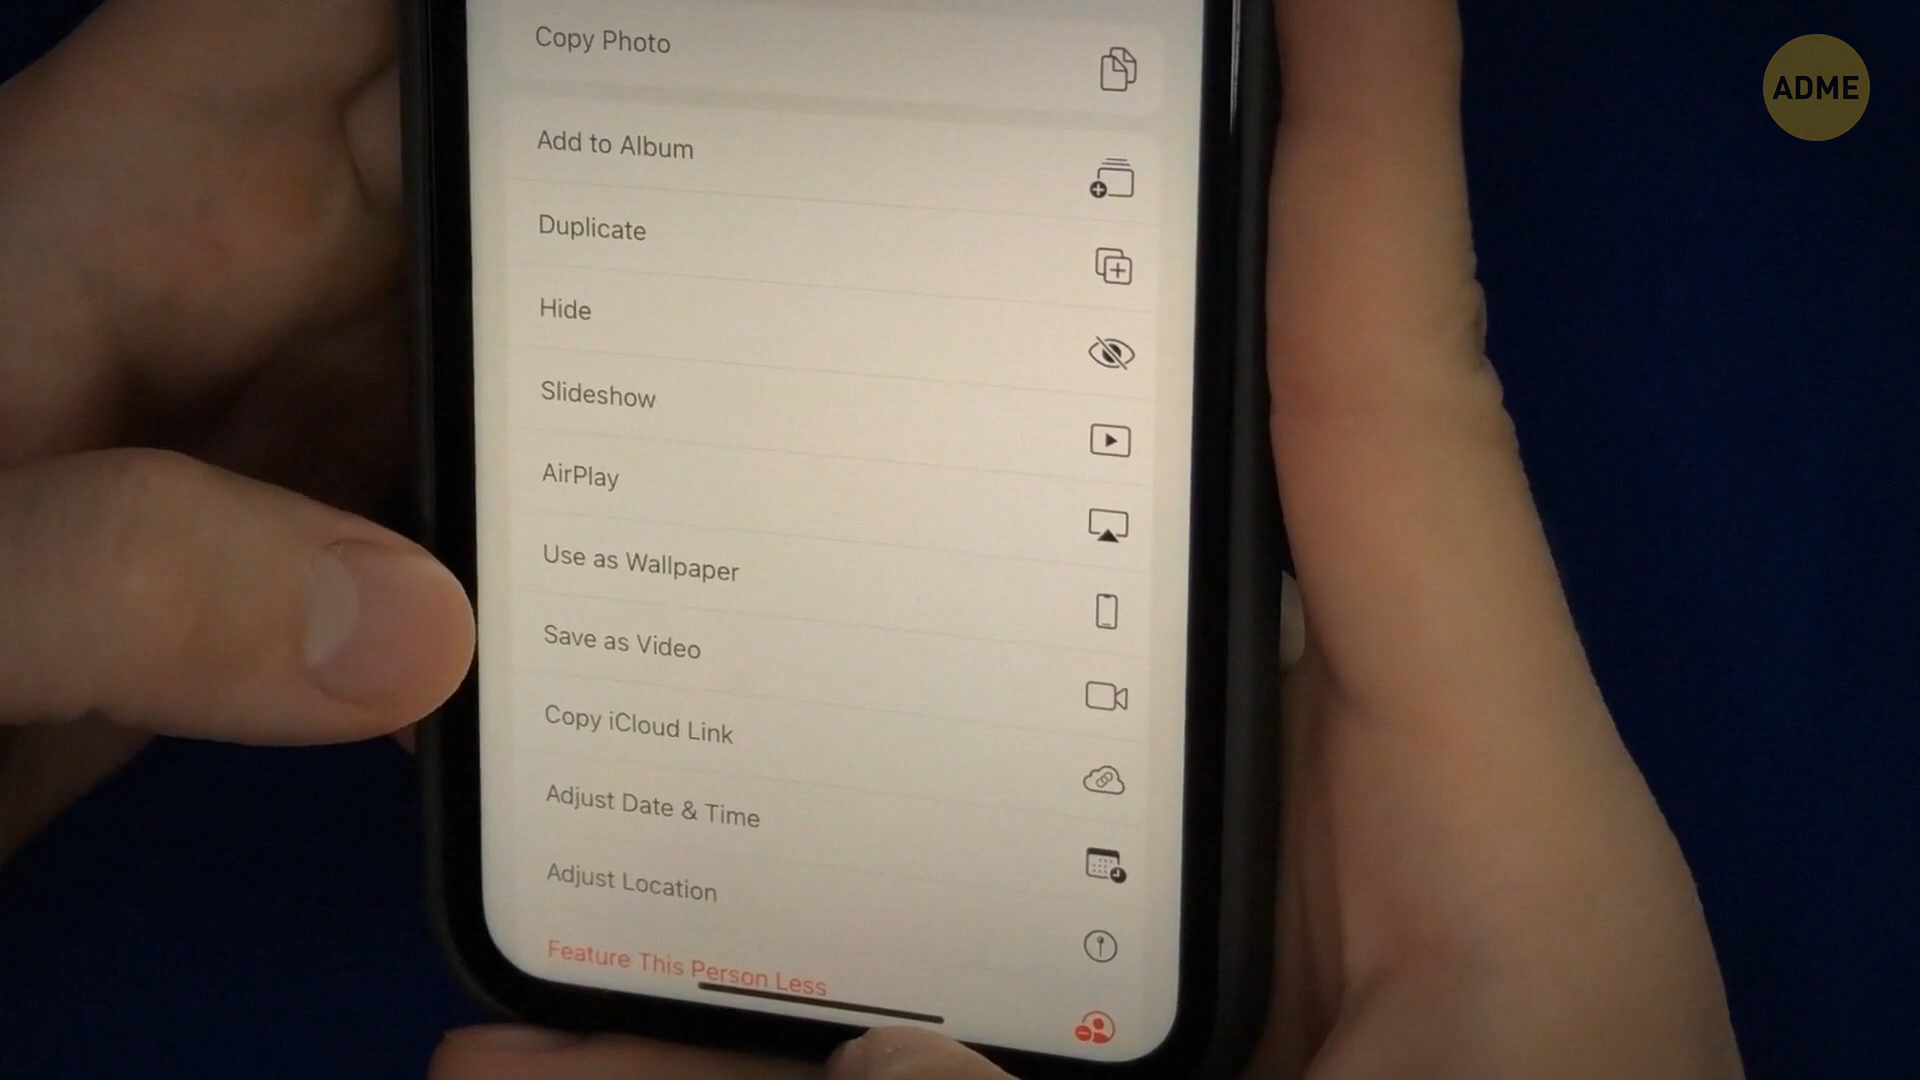 ADME
Copy Photo
Add to Album
Duplicate
Hide
Slideshow
AirPlay
Use as Wallpaper
Save as Video
Copy iCloud Link
Adjust Date & Time
Adjust Location
Feature This Person Less